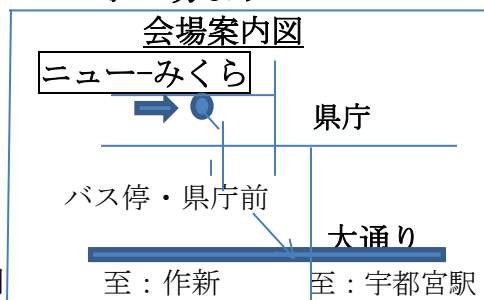 会場案内図
ニュー-みくら
県庁
バス停・県庁前
大通り
至：作新
至：宇都宮駅